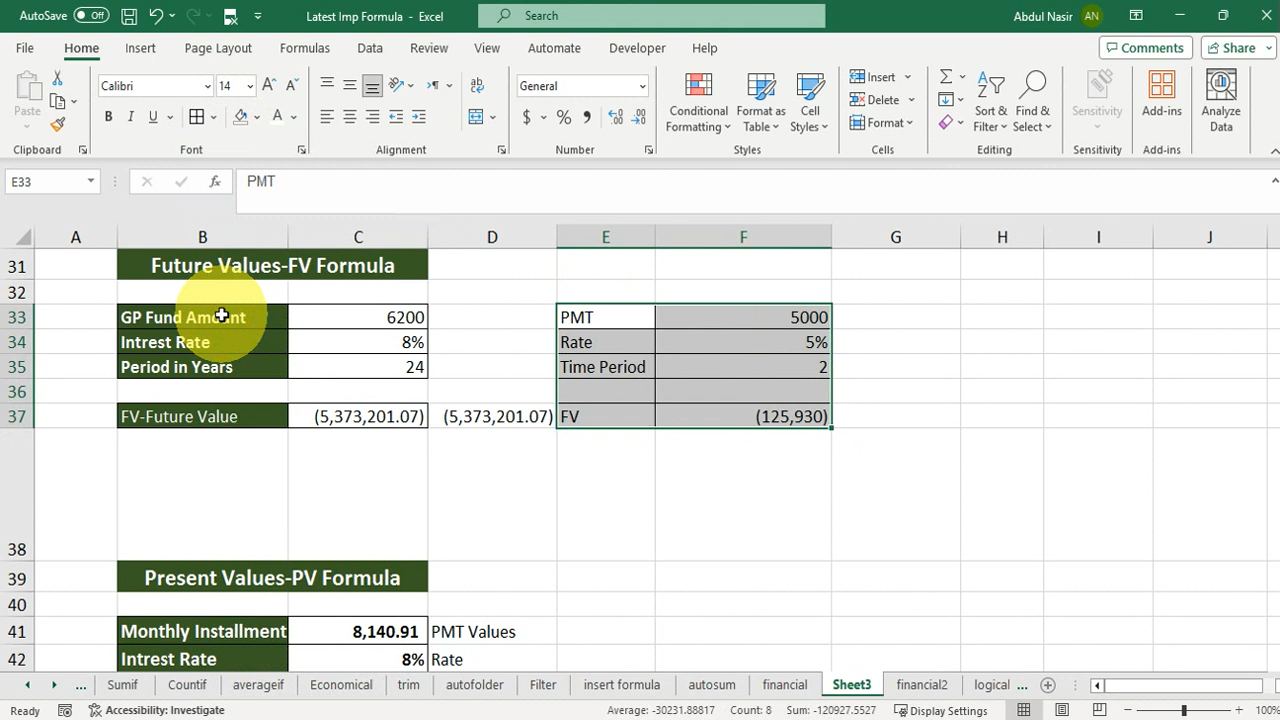 AutoSave Off Latest Imp Formula - Excel Search Abdul Nasir AN
File Home Insert Draw Page Layout Formulas Data Review View Automate Developer Help Comments Share
Paste Calibri 14 A A B I U A ab General $ % 9 Conditional Formatting Format as Table Cell Styles Insert Delete Format Sort & Filter Find & Select Sensitivity Add-ins Analyze Data
Clipboard Font Alignment Number Styles Cells Editing Sensitivity Add-ins
E33 fx PMT
A B C D E F G H I J
31 Future Values-FV Formula
32
33 GP Fund Amount 6200 PMT 5000
34 Intrest Rate 8% Rate 5%
35 Period in Years 24 Time Period 2
36
37 FV-Future Value (5,373,201.07) (5,373,201.07) FV (125,930)
38
39 Present Values-PV Formula
40
41 Monthly Installment 8,140.91 PMT Values
42 Intrest Rate 8% Rate
... Sumif Countif averageif Economical trim autofolder Filter insert formula autosum financial Sheet3 financial2 logical ...
Ready Accessibility: Investigate Average: -30231.88817 Count: 8 Sum: -120927.5527 Display Settings 100%